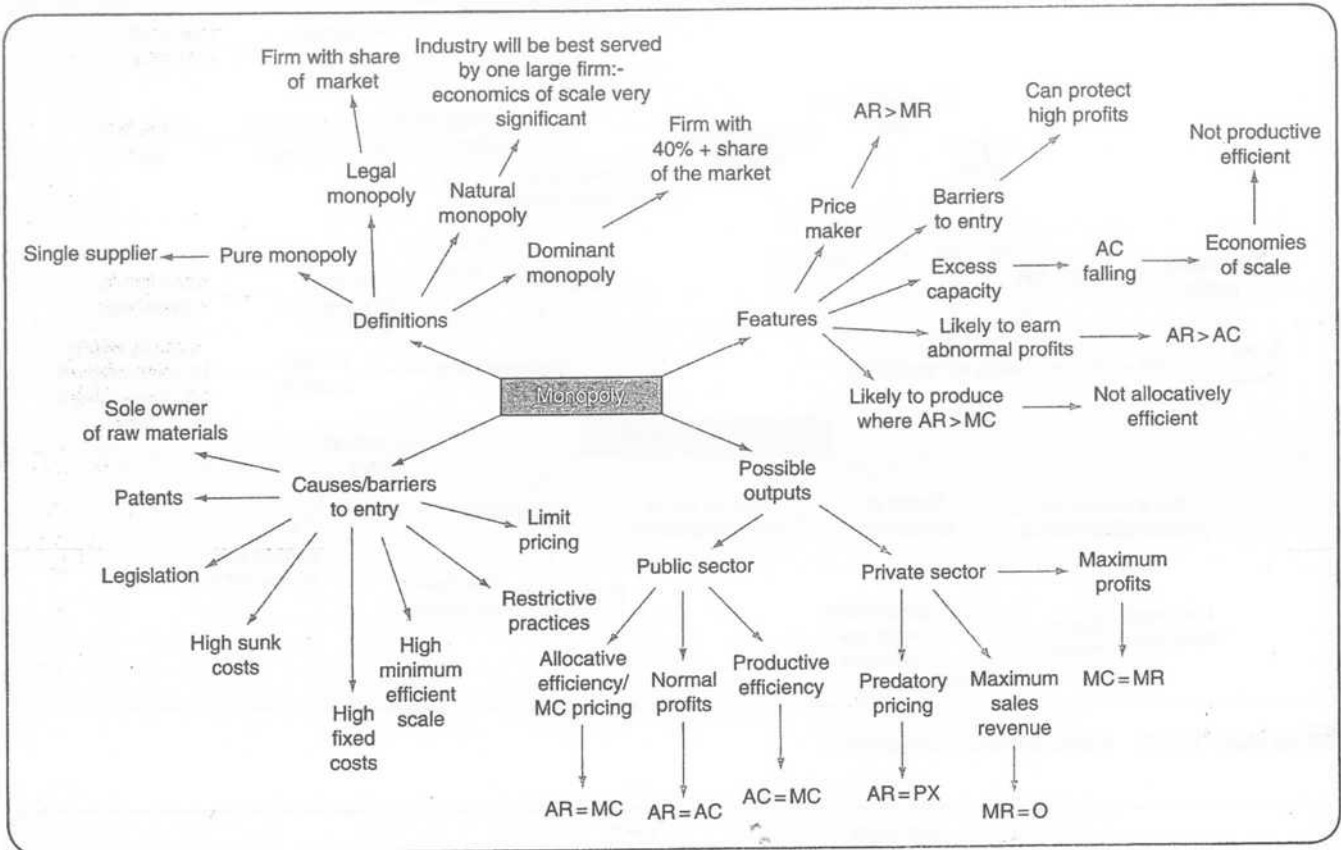 Industry will be best served
by one large firm:-
economics of scale very
significant
Firm with share
of market
Firm with
40% + share
of the market
Legal
monopoly
Natural
monopoly
Single supplier
Pure monopoly
Dominant
monopoly
Definitions
AR>MR
Can protect
high profits
Not productive
efficient
Price
maker
Barriers
to entry
Excess
capacity
AC
falling
Economies
of scale
Features
Likely to earn
abnormal profits
AR>AC
Likely to produce
where AR>MC
Not allocatively
efficient
Monopoly
Sole owner
of raw materials
Patents
Causes/barriers
to entry
Legislation
High sunk
costs
High
fixed
costs
High
minimum
efficient
scale
Restrictive
practices
Limit
pricing
Possible
outputs
Public sector
Private sector
Maximum
profits
Allocative
efficiency/
MC pricing
Normal
profits
Productive
efficiency
Predatory
pricing
Maximum
sales
revenue
MC=MR
AR=MC
AR=AC
AC=MC
AR=PX
MR=O